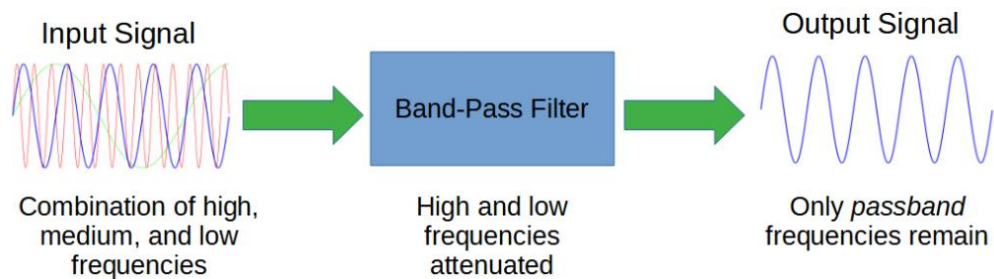 Input Signal
Output Signal
Band-Pass Filter
Combination of high,
medium, and low
frequencies
High and low
frequencies
attenuated
Only passband
frequencies remain